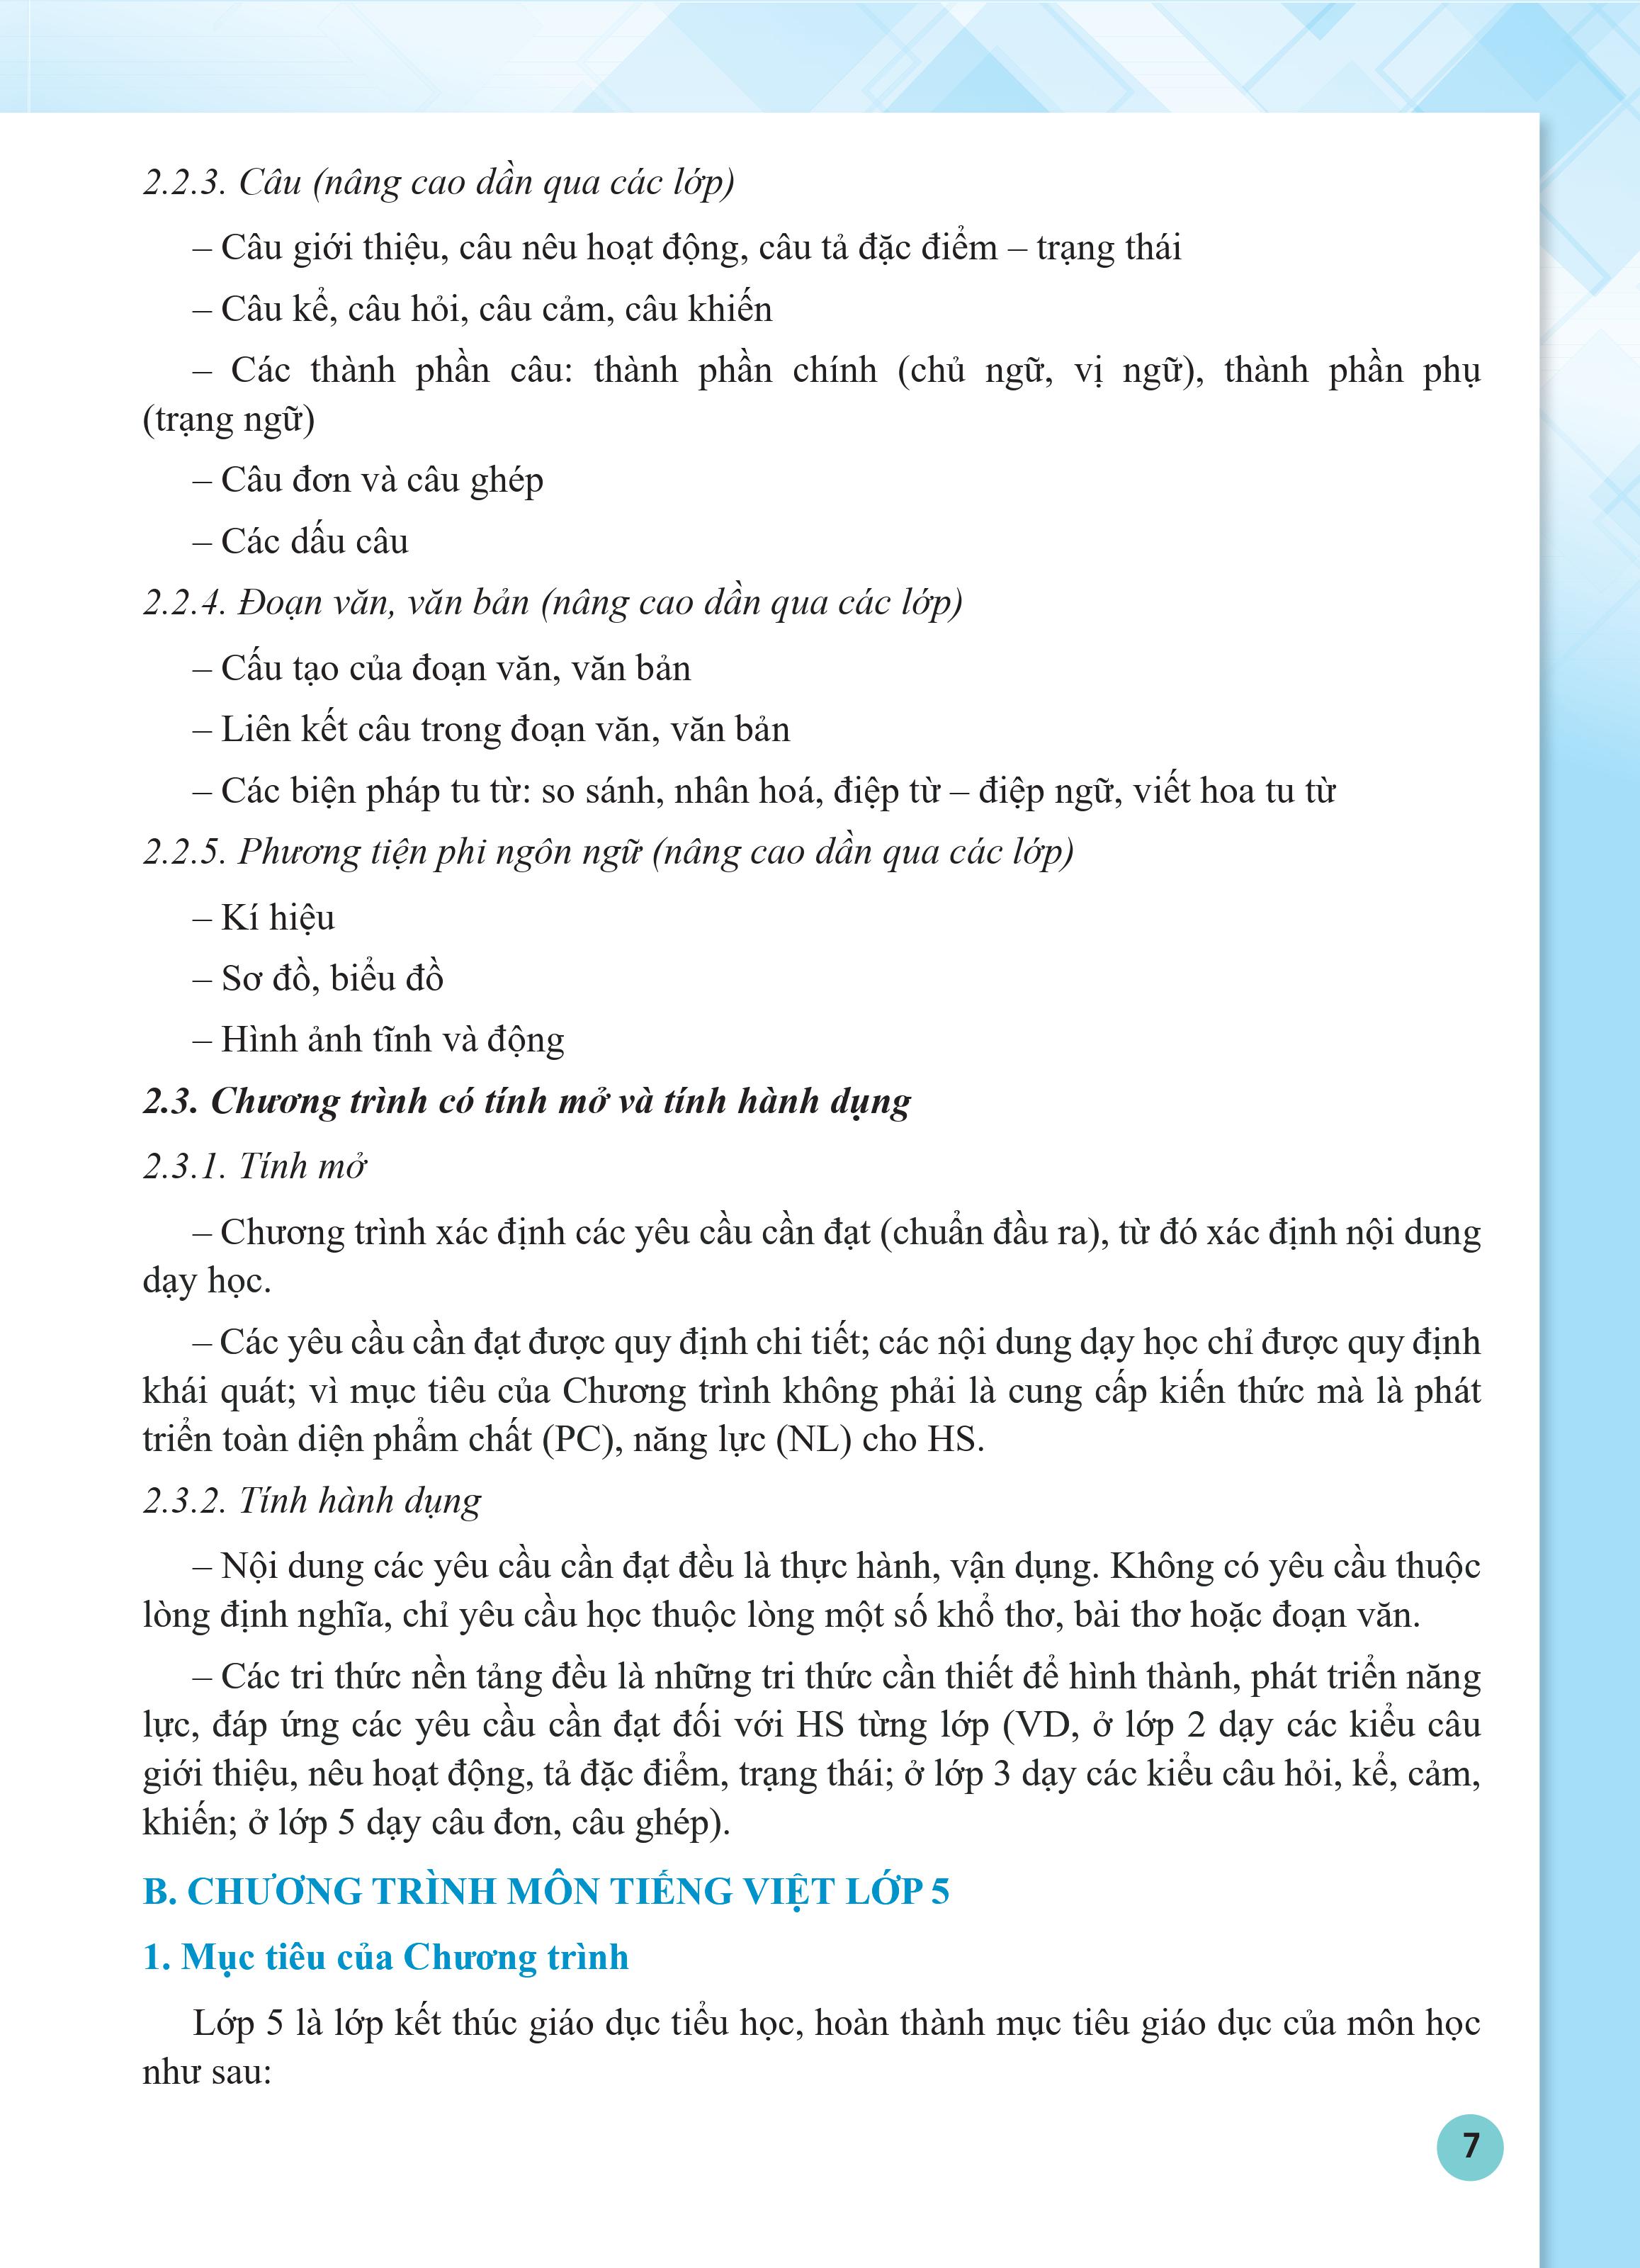 2.2.3. Câu (nâng cao dần qua các lớp)
– Câu giới thiệu, câu nêu hoạt động, câu tả đặc điểm – trạng thái
– Câu kể, câu hỏi, câu cảm, câu khiến
– Các thành phần câu: thành phần chính (chủ ngữ, vị ngữ), thành phần phụ
(trạng ngữ)
– Câu đơn và câu ghép
– Các dấu câu
2.2.4. Đoạn văn, văn bản (nâng cao dần qua các lớp)
– Cấu tạo của đoạn văn, văn bản
– Liên kết câu trong đoạn văn, văn bản
– Các biện pháp tu từ: so sánh, nhân hoá, điệp từ – điệp ngữ, viết hoa tu từ
2.2.5. Phương tiện phi ngôn ngữ (nâng cao dần qua các lớp)
– Kí hiệu
– Sơ đồ, biểu đồ
– Hình ảnh tĩnh và động
2.3. Chương trình có tính mở và tính hành dụng
2.3.1. Tính mở
– Chương trình xác định các yêu cầu cần đạt (chuẩn đầu ra), từ đó xác định nội dung
dạy học.
– Các yêu cầu cần đạt được quy định chi tiết; các nội dung dạy học chỉ được quy định
khái quát; vì mục tiêu của Chương trình không phải là cung cấp kiến thức mà là phát
triển toàn diện phẩm chất (PC), năng lực (NL) cho HS.
2.3.2. Tính hành dụng
– Nội dung các yêu cầu cần đạt đều là thực hành, vận dụng. Không có yêu cầu thuộc
lòng định nghĩa, chỉ yêu cầu học thuộc lòng một số khổ thơ, bài thơ hoặc đoạn văn.
– Các tri thức nền tảng đều là những tri thức cần thiết để hình thành, phát triển năng
lực, đáp ứng các yêu cầu cần đạt đối với HS từng lớp (VD, ở lớp 2 dạy các kiểu câu
giới thiệu, nêu hoạt động, tả đặc điểm, trạng thái; ở lớp 3 dạy các kiểu câu hỏi, kể, cảm,
khiến; ở lớp 5 dạy câu đơn, câu ghép).
B. CHƯƠNG TRÌNH MÔN TIẾNG VIỆT LỚP 5
1. Mục tiêu của Chương trình
Lớp 5 là lớp kết thúc giáo dục tiểu học, hoàn thành mục tiêu giáo dục của môn học
như sau:
7